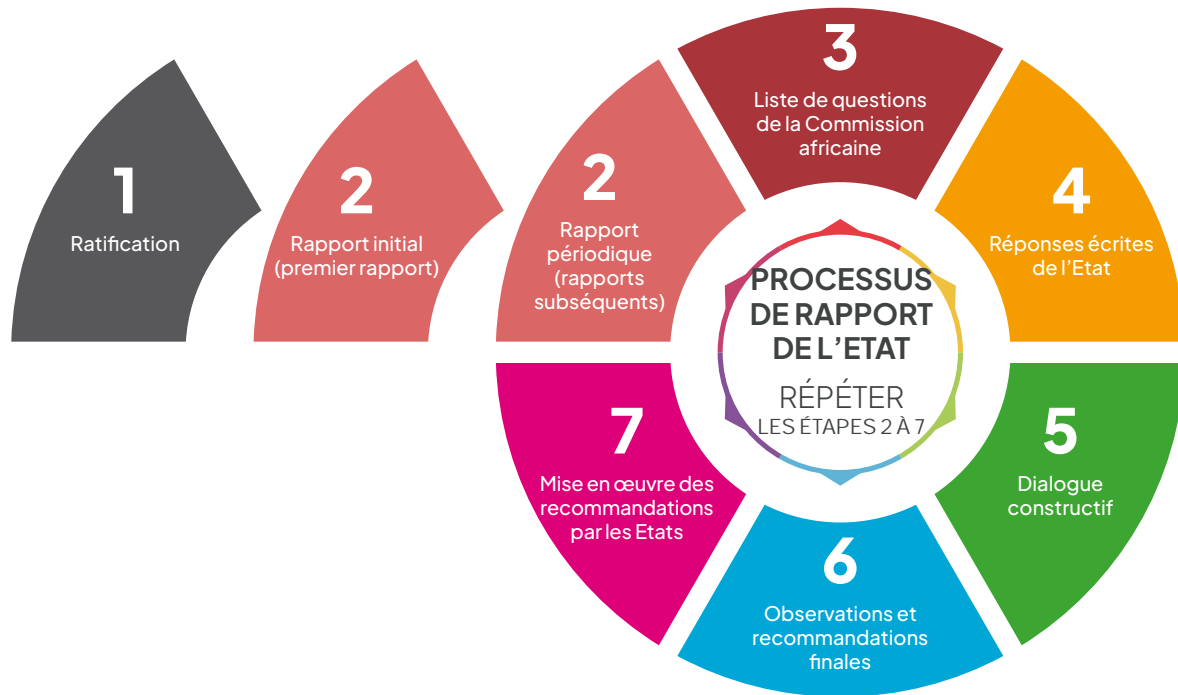 1
Ratification
2
Rapport initial
(premier rapport)
2
Rapport
périodique
(rapports
subséquents)
3
Liste de questions
de la Commission
africaine
4
Réponses écrites
de l'Etat
5
Dialogue
constructif
6
Observations et
recommandations
finales
7
Mise en œuvre des
recommandations
par les Etats
PROCESSUS
DE RAPPORT
DE L'ETAT
RÉPÉTER
LES ÉTAPES 2 À 7